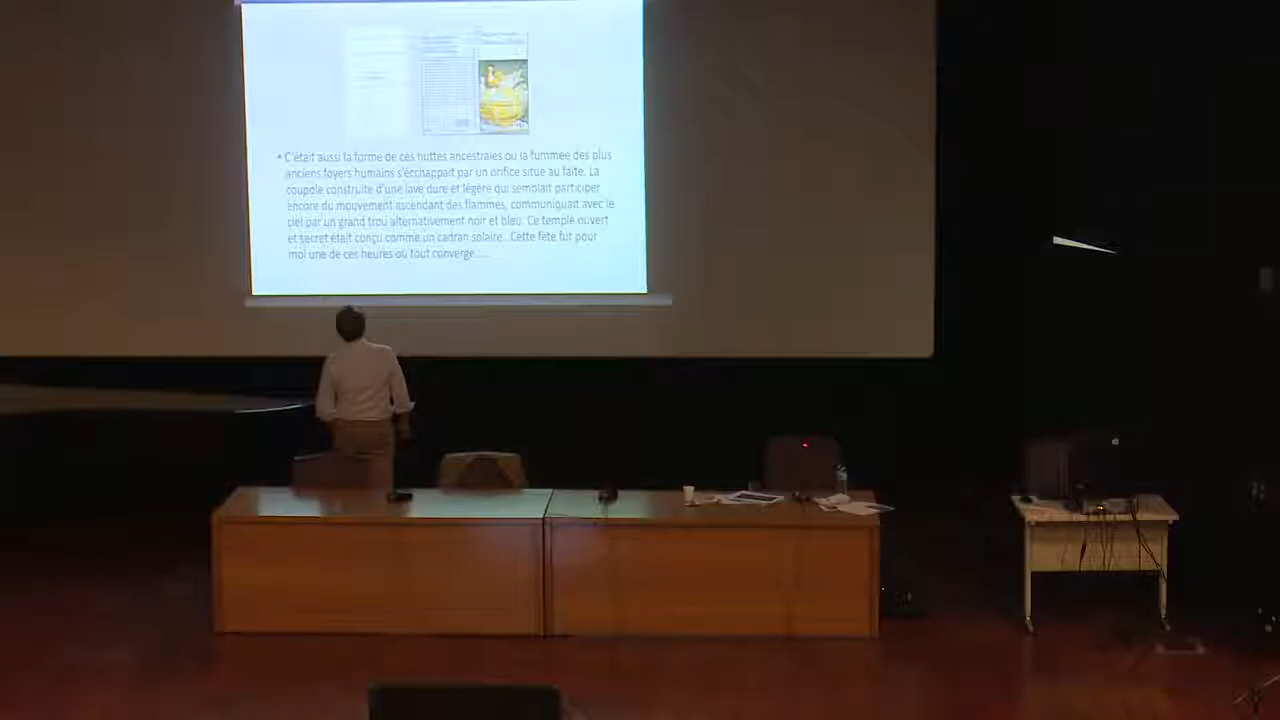 • C'était aussi la forme de ces huttes ancestrales où la fummée des plus
anciens foyers humains s'écchappait par un orifice situé au faîte. La
coupole construite d'une lave dure et légère qui semblait participer
encore du mouvement ascendant des flammes, communiquait avec le
ciel par un grand trou alternativement noir et bleu. Ce temple ouvert
et secret était conçu comme un cadran solaire...Cette fête fut pour
moi une de ces heures où tout converge.....